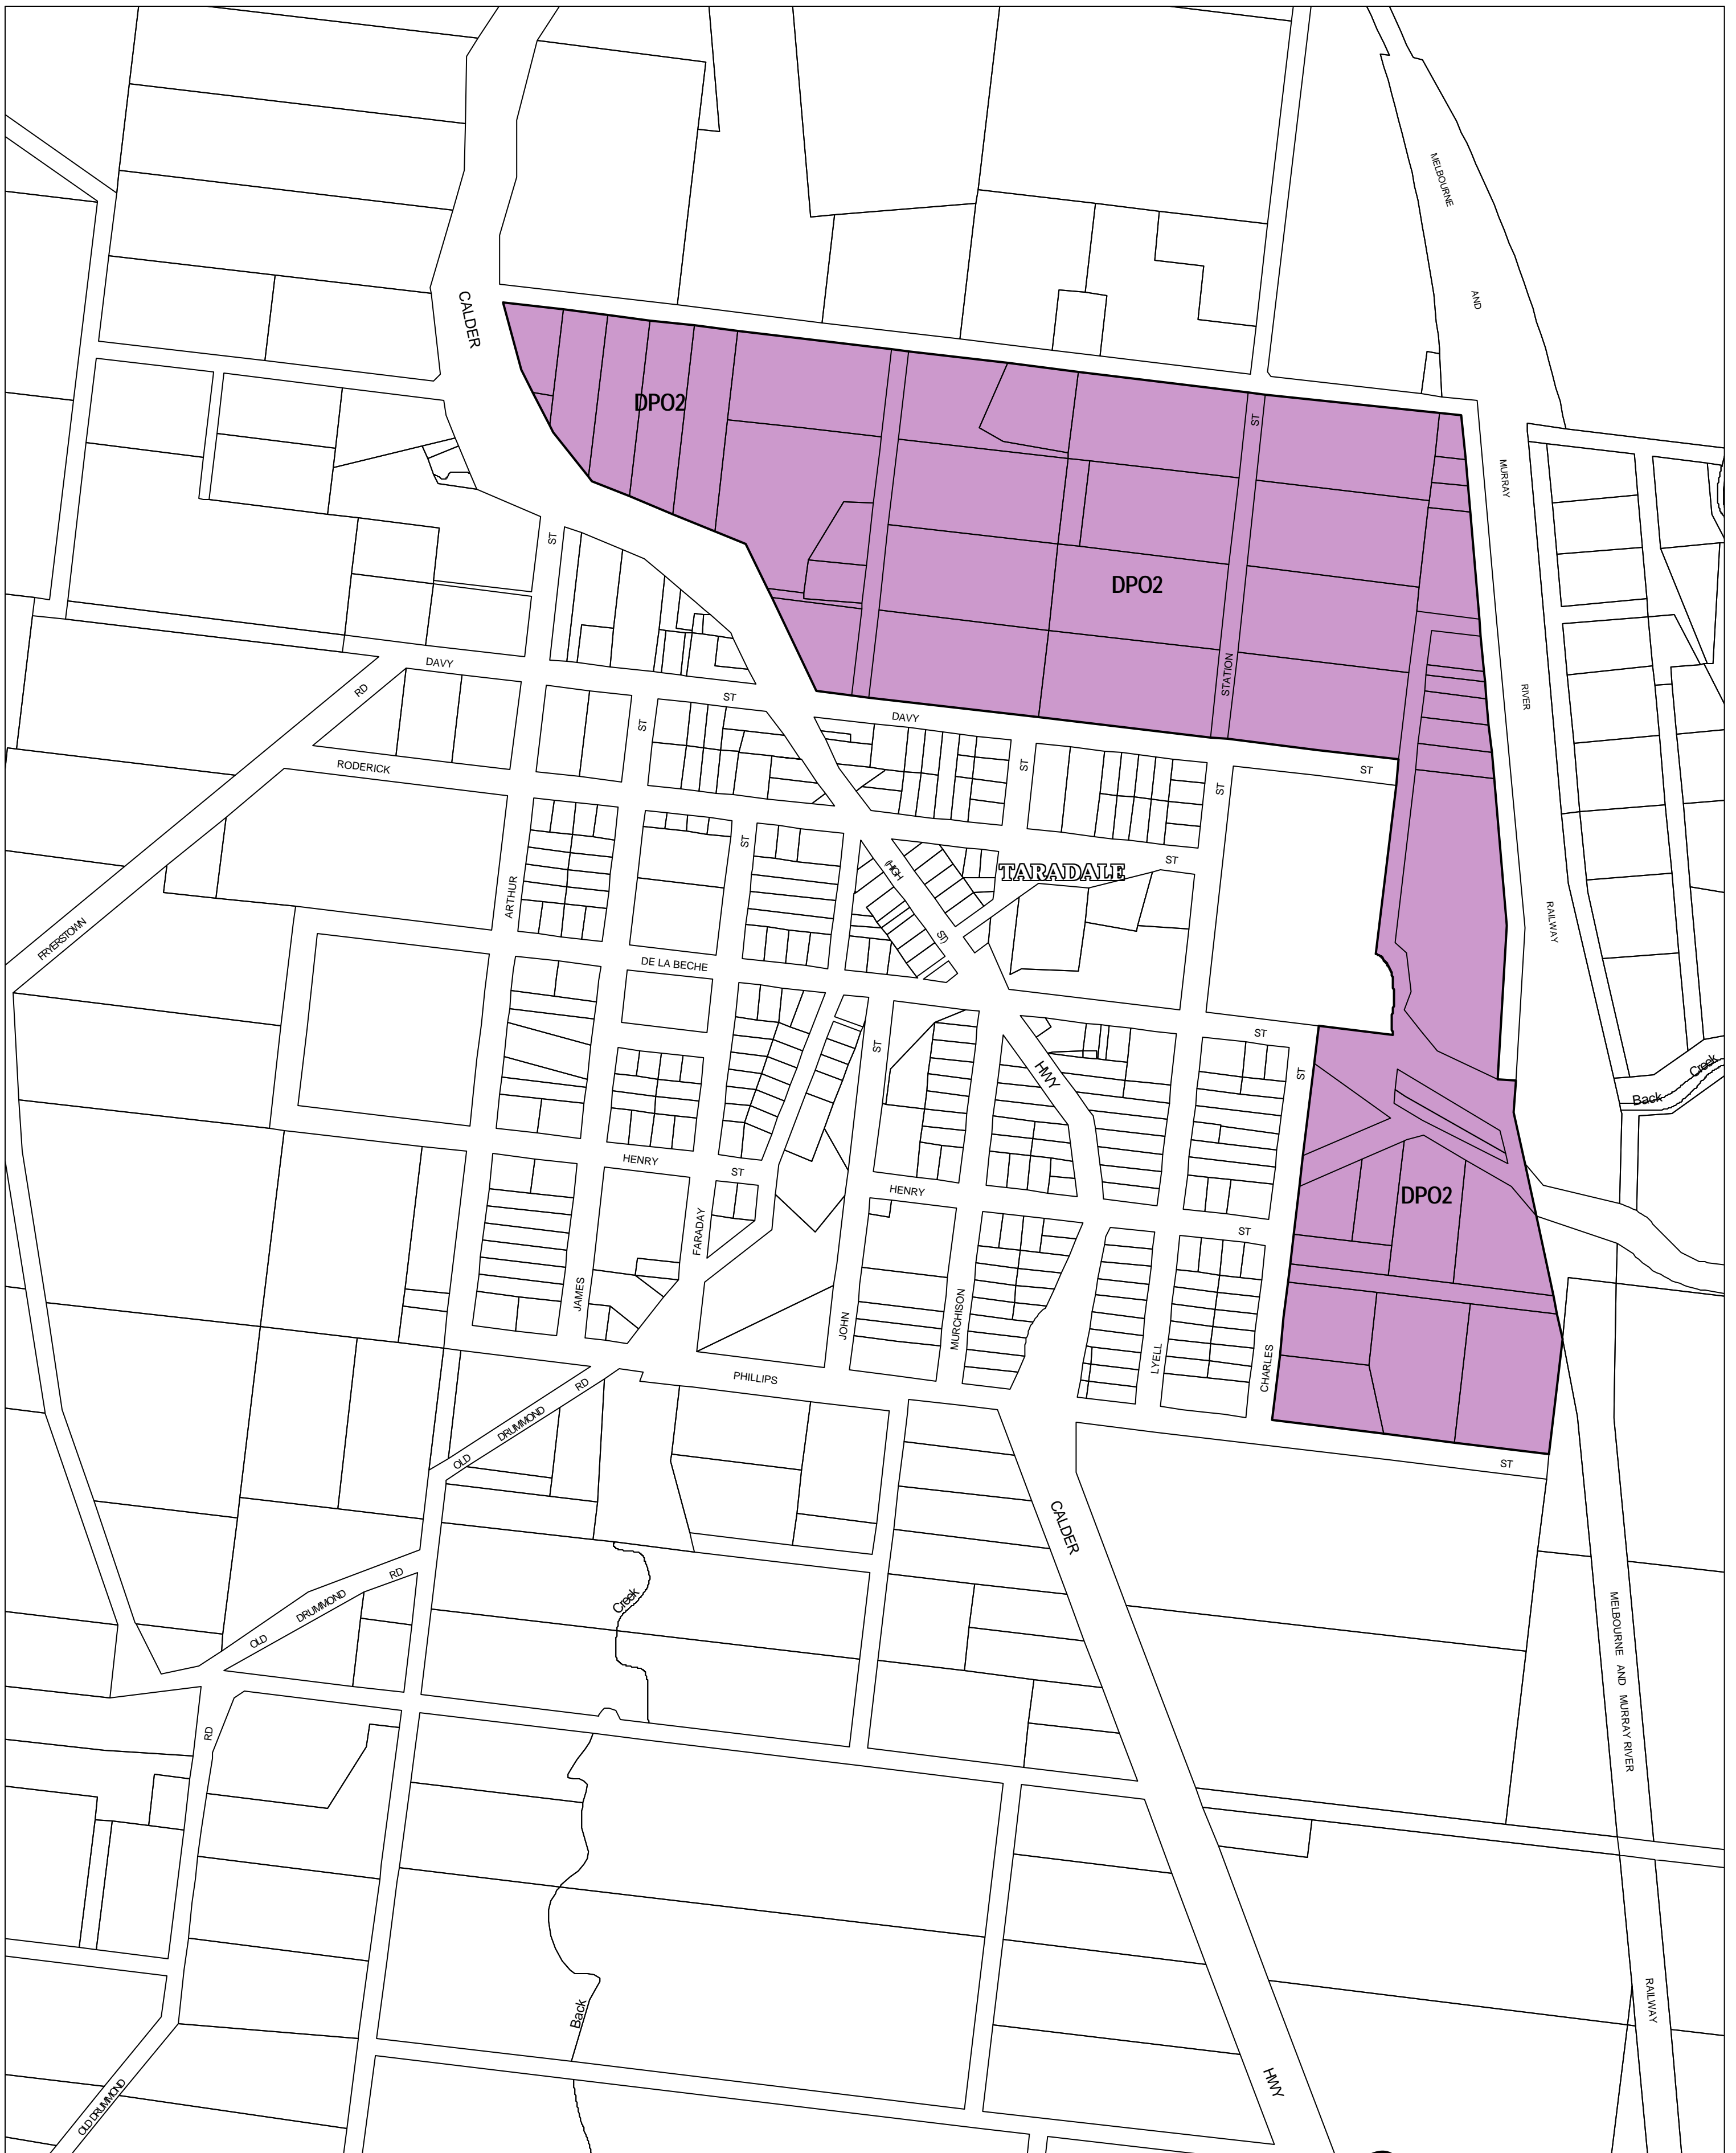 MELBOURNE
AND
CALDER
DPO2
ST
MURRAY
ST
DPO2
DAVY
RD
ST
STATION
RIVER
ST
DAVY
RODERICK
ST
ST
ST
ST
ST
TARADALE
(HIGH
ARTHUR
RAILWAY
FRYERSTOWN
ST)
DE LA BECHE
ST
ST
HWY
ST
Creek
Back
HENRY
ST
HENRY
DPO2
FARADAY
ST
JAMES
JOHN
MURCHISON
LYELL
CHARLES
PHILLIPS
RD
DRUMMOND
OLD
ST
CALDER
RD
DRUMMOND
OLD
Creek
MELBOURNE AND MURRAY RIVER
RD
RAILWAY
Back
HWY
OLD DRUMMOND